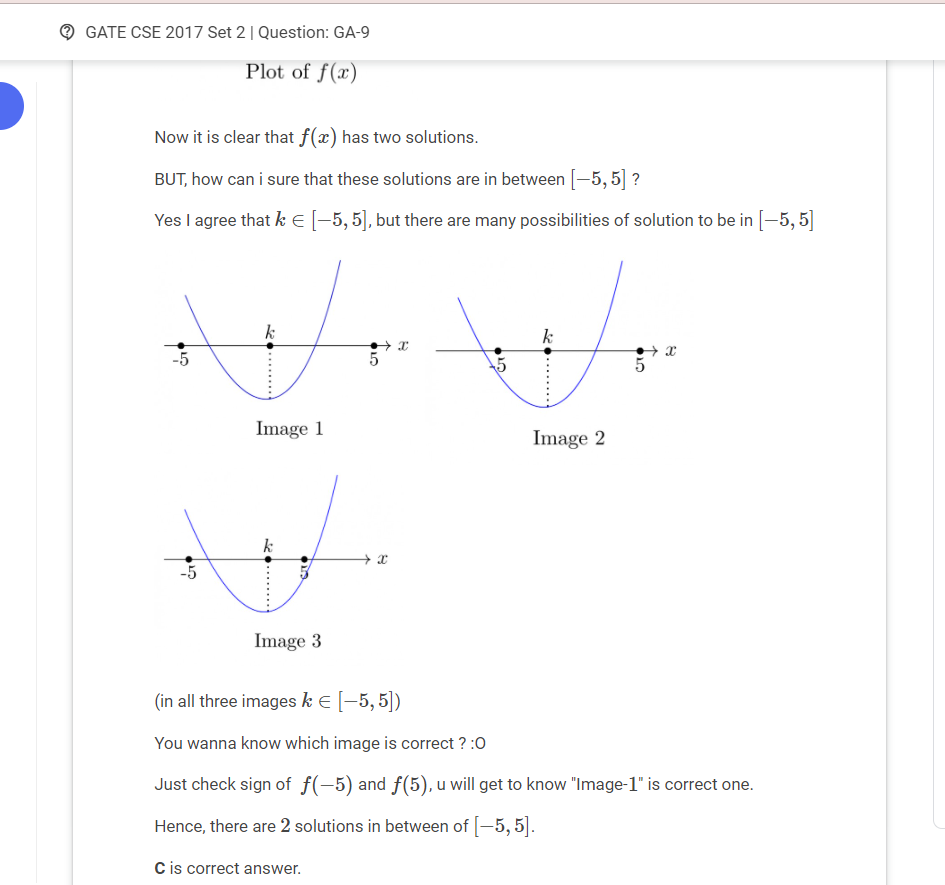 GATE CSE 2017 Set 2 | Question: GA-9
Plot of f(x)
Now it is clear that f(x) has two solutions.
BUT, how can i sure that these solutions are in between [−5, 5] ?
Yes I agree that k ∈ [−5, 5], but there are many possibilities of solution to be in [−5, 5]
k
x
-5
5
Image 1
k
x
-5
5
Image 2
k
x
-5
5
Image 3
(in all three images k ∈ [−5, 5])
You wanna know which image is correct ? :O
Just check sign of f(−5) and f(5), u will get to know "Image-1" is correct one.
Hence, there are 2 solutions in between of [−5, 5].
C is correct answer.